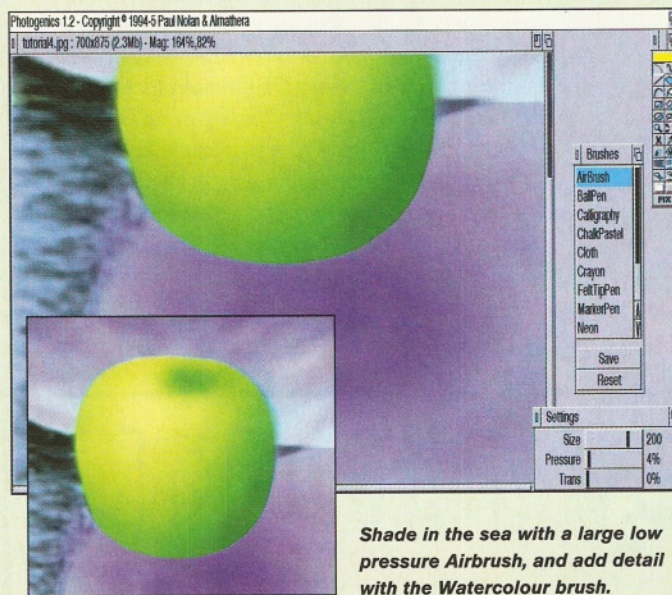 Photogenics 1.2 - Copyright © 1994-5 Paul Nolan & Almathera
tutorial4.jpg : 700x875 (2.3Mb) - Mag: 164%,82%
Brushes
AirBrush
BallPen
Calligraphy
ChalkPastel
Cloth
Crayon
FeltTipPen
MarkerPen
Neon
Save
Reset
FIX
Settings
Size 200
Pressure 4%
Trans 0%
Shade in the sea with a large low
pressure Airbrush, and add detail
with the Watercolour brush.